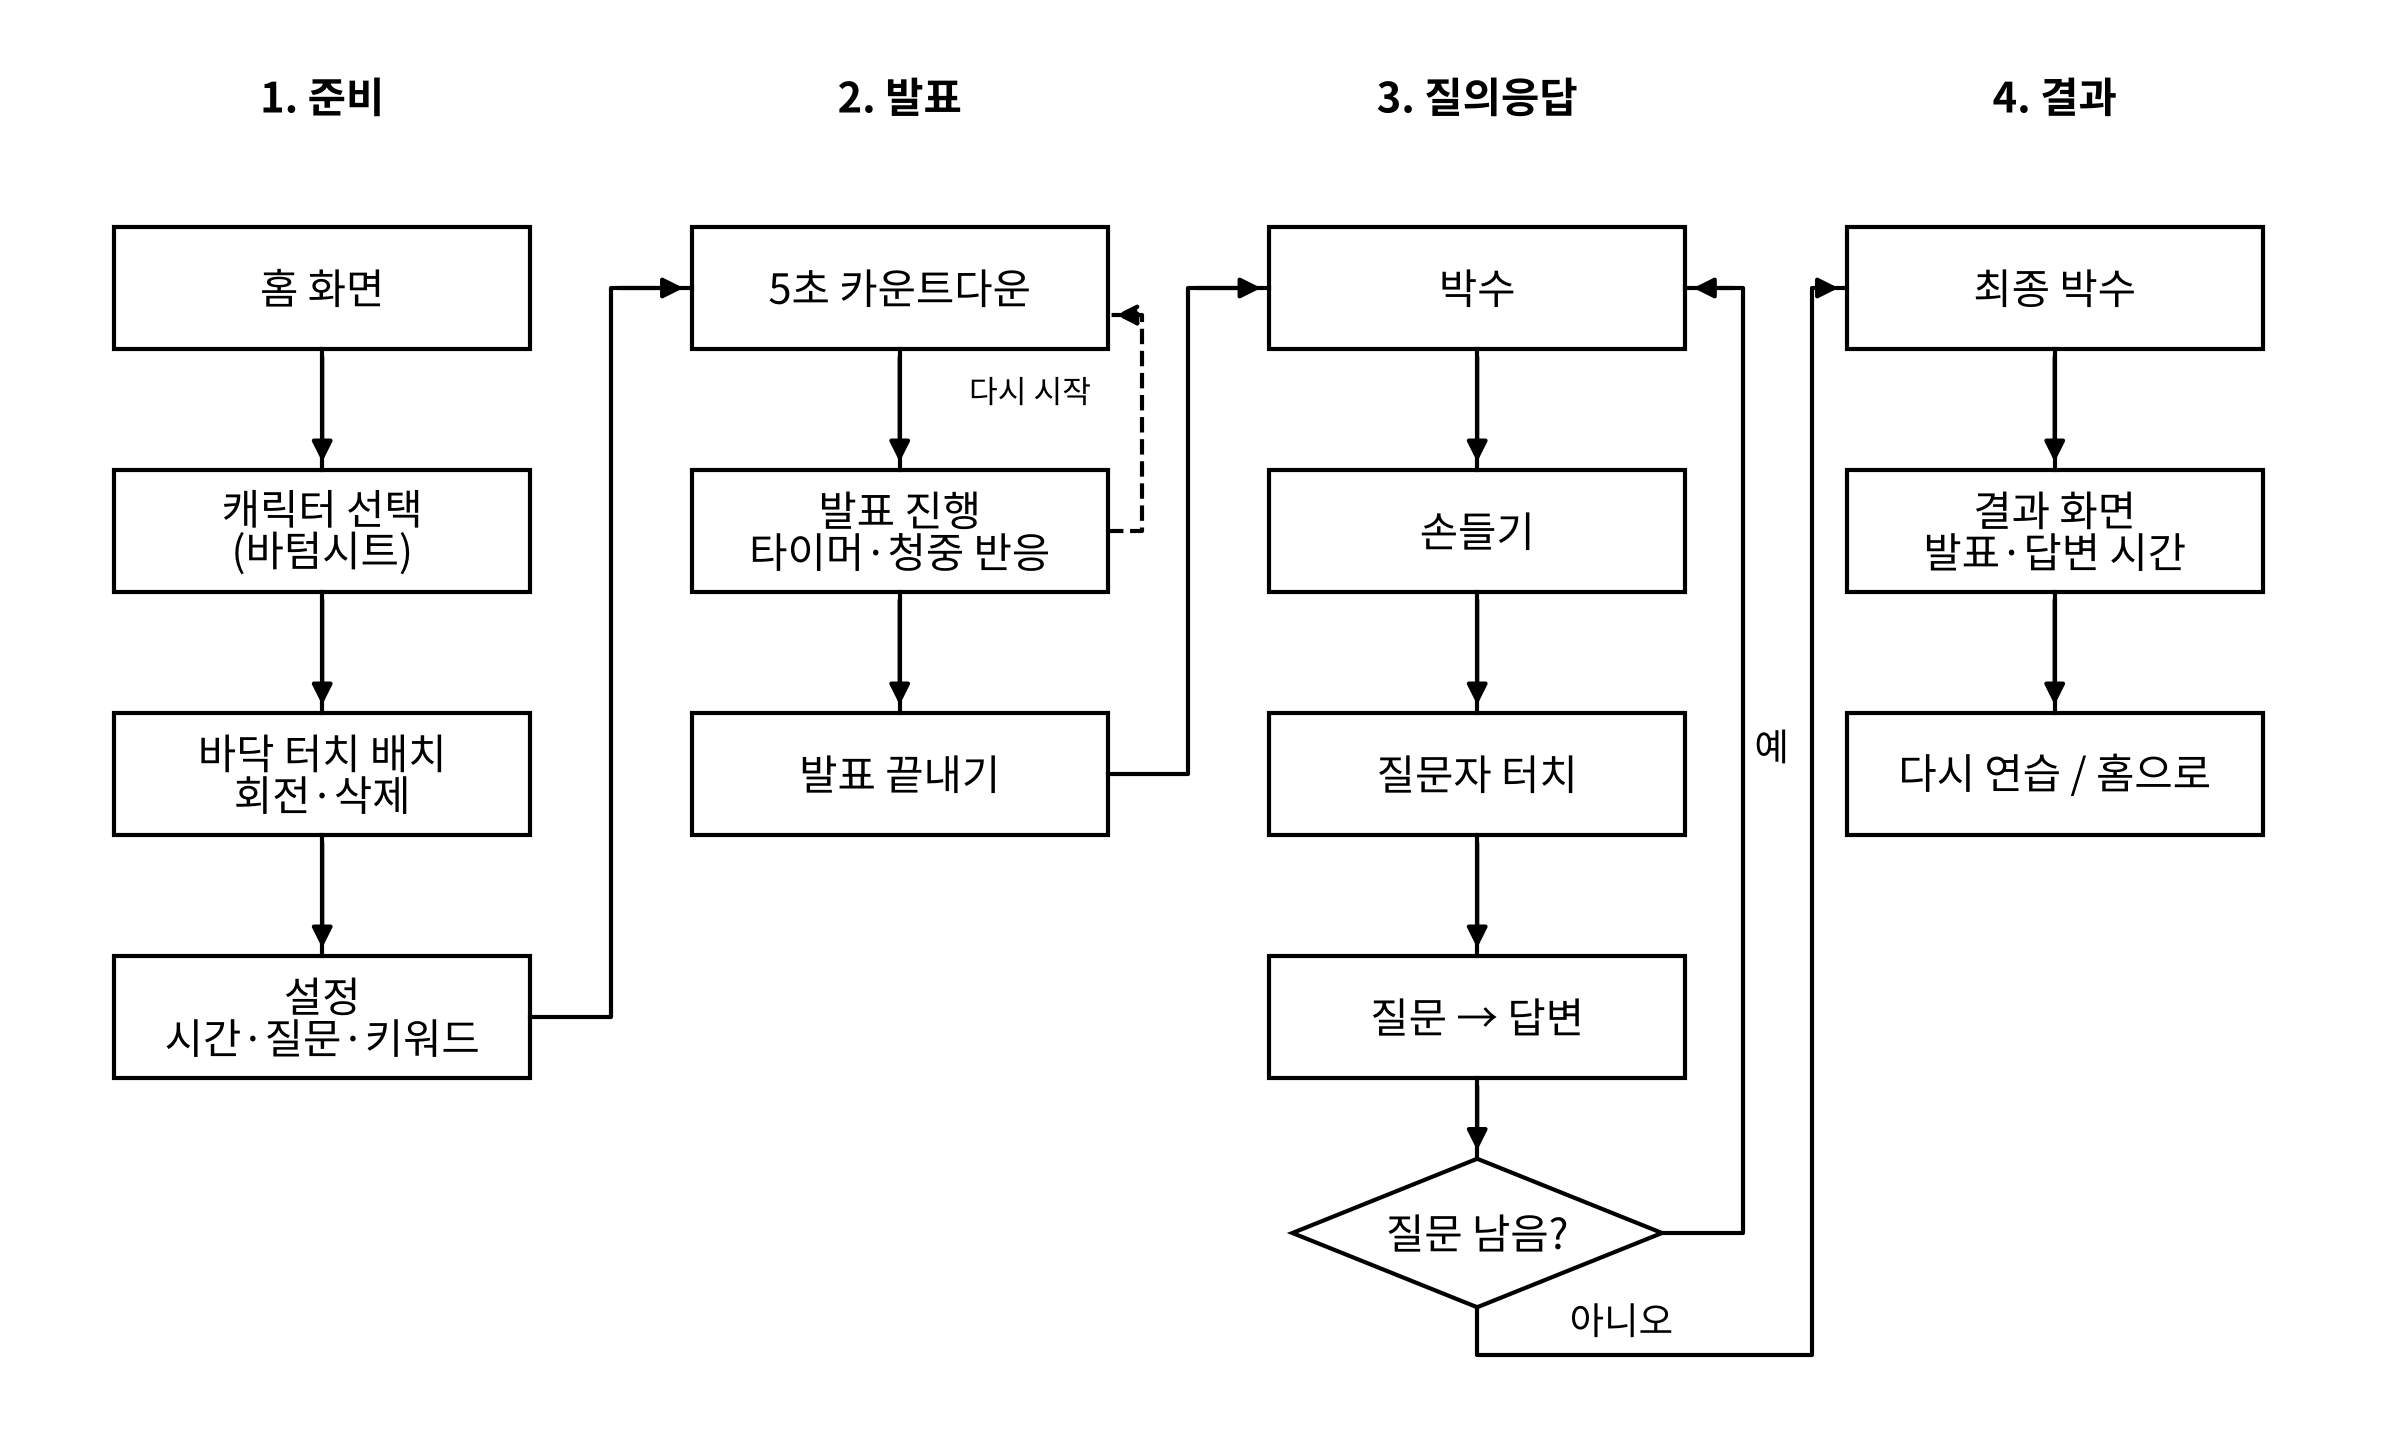 1. 준비
홈 화면
캐릭터 선택
(바텀시트)
바닥 터치 배치
회전·삭제
설정
시간·질문·키워드
2. 발표
5초 카운트다운
다시 시작
발표 진행
타이머·청중 반응
발표 끝내기
3. 질의응답
박수
손들기
질문자 터치
질문 → 답변
질문 남음?
예
아니오
4. 결과
최종 박수
결과 화면
발표·답변 시간
다시 연습 / 홈으로